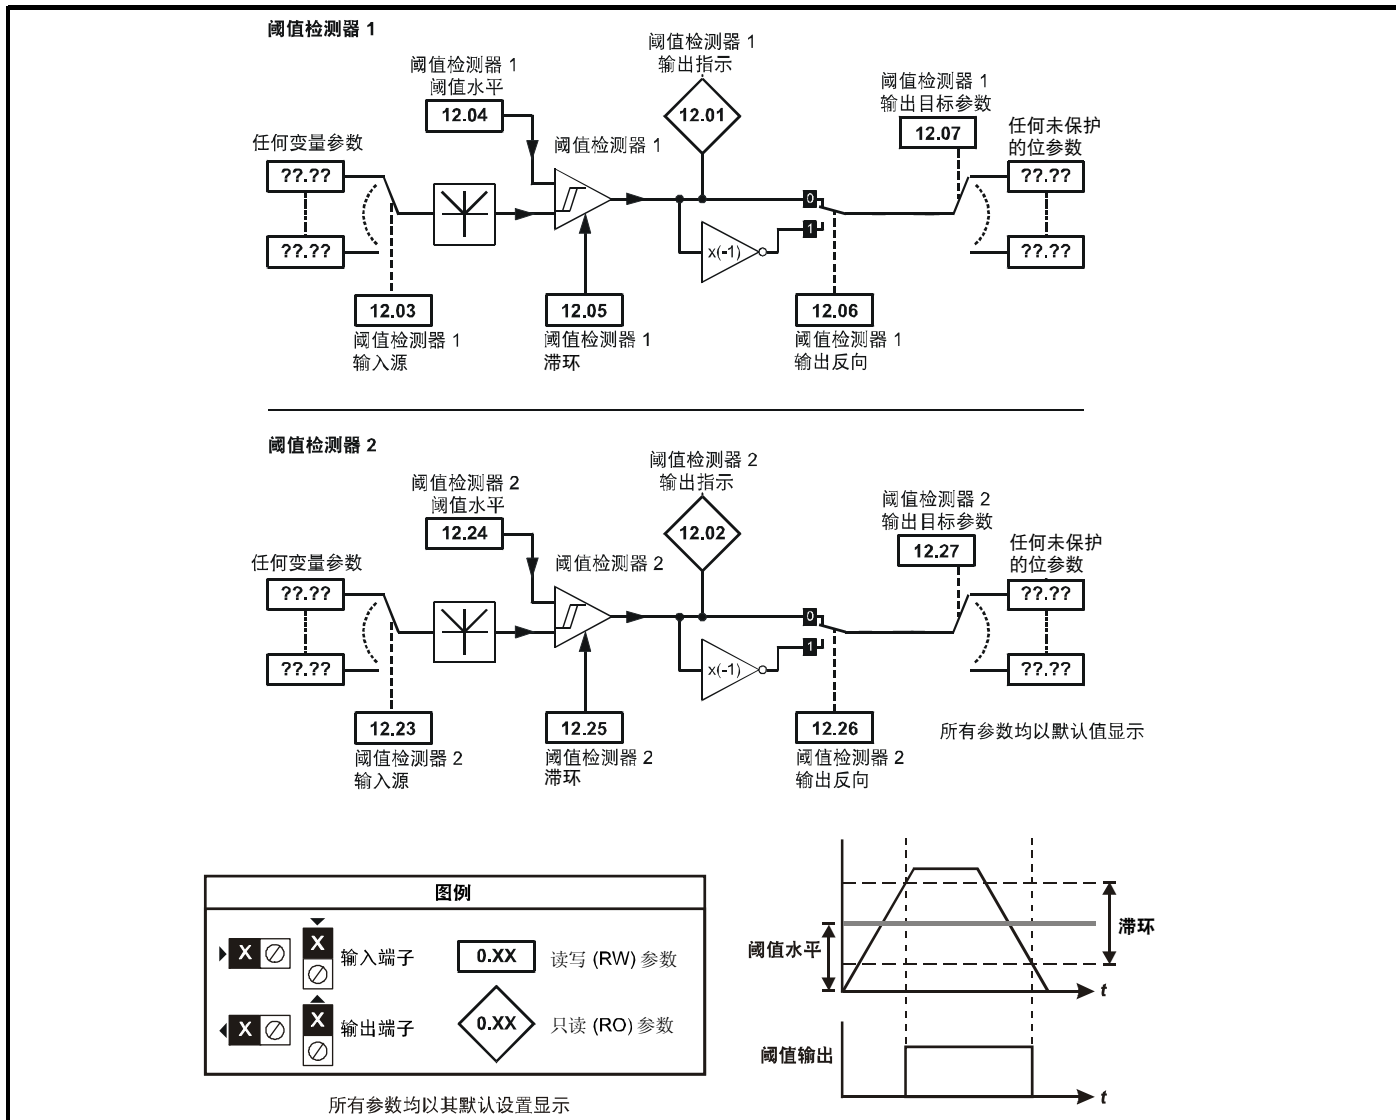 阈值检测器 1
阈值检测器 1
输出指示
阈值检测器 1
阈值水平
12.04
12.01
阈值检测器 1
输出目标参数
12.07
任何变量参数
??.??
??.??
阈值检测器 1
任何未保护
的位参数
??.??
??.??
0
1
x(-1)
12.03
阈值检测器 1
输入源
12.05
阈值检测器 1
滞环
12.06
阈值检测器 1
输出反向
阈值检测器 2
阈值检测器 2
输出指示
阈值检测器 2
阈值水平
12.24
12.02
阈值检测器 2
输出目标参数
12.27
任何变量参数
??.??
??.??
阈值检测器 2
任何未保护
的位参数
??.??
??.??
0
1
x(-1)
12.23
阈值检测器 2
输入源
12.25
阈值检测器 2
滞环
12.26
阈值检测器 2
输出反向
所有参数均以默认值显示
图例
X
X
输入端子
0.XX
读写 (RW) 参数
X
X
输出端子
0.XX
只读 (RO) 参数
所有参数均以其默认设置显示
阈值水平
滞环
t
阈值输出
t